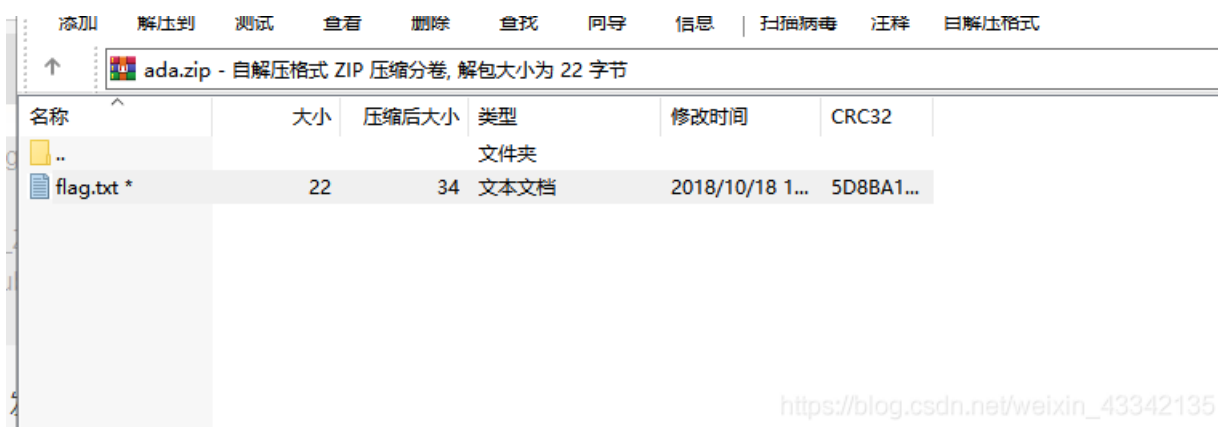 添加 解压到 测试 查看 删除 查找 向导 信息 扫描病毒 注释 自解压格式
ada.zip - 自解压格式 ZIP 压缩分卷, 解包大小为 22 字节
名称 大小 压缩后大小 类型 修改时间 CRC32
.. 文件夹
flag.txt * 22 34 文本文档 2018/10/18 1... 5D8BA1...
https://blog.csdn.net/weixin_43342135